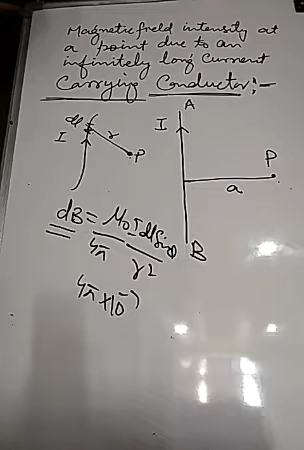 Magnetic field intensity at
a point due to an
infinitely long Current
Carrying Conductor:-
A
dl
I
r
P
I
P
a
B
dB = μ0 I dl Sinθ
4π r2
4π×10-7